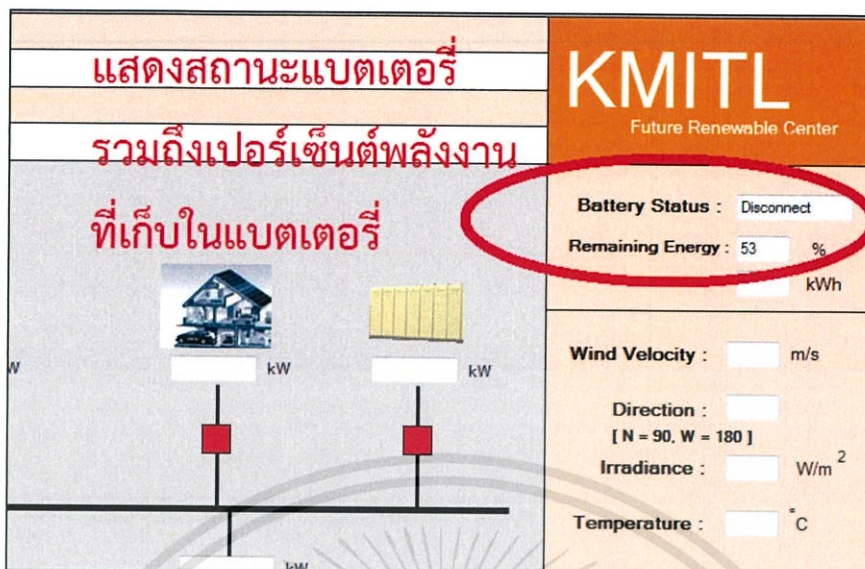 แสดงสถานะแบตเตอรี่
รวมถึงเปอร์เซ็นต์พลังงาน
ที่เก็บในแบตเตอรี่
KMITL
Future Renewable Center
Battery Status : Disconnect
Remaining Energy : 53 %
kWh
W
kW
kW
kW
Wind Velocity : m/s
Direction :
[ N = 90, W = 180 ]
Irradiance : W/m 2
Temperature : °C